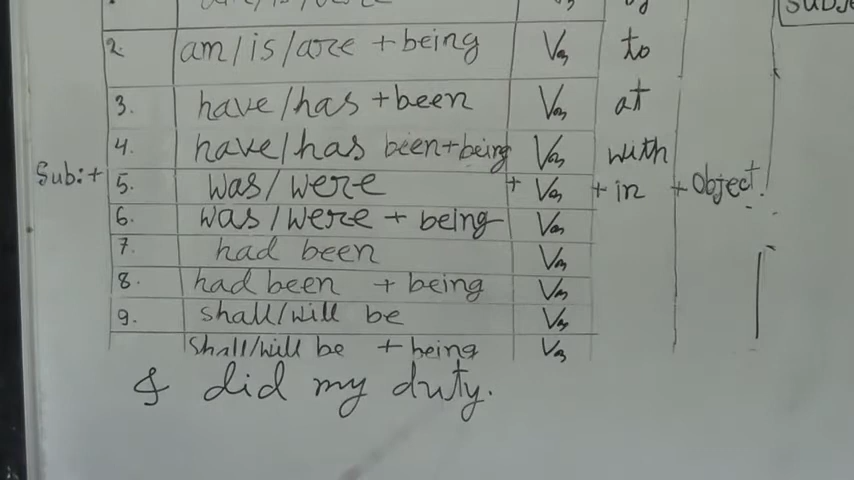 2. am/is/are + being V₃ to
3. have/has + been V₃ at
4. have/has been+being V₃ with
Sub:+ 5. was/were + V₃ + in + Object.
6. was/were + being V₃
7. had been V₃
8. had been + being V₃
9. shall/will be V₃
shall/will be + being V₃
I did my duty.